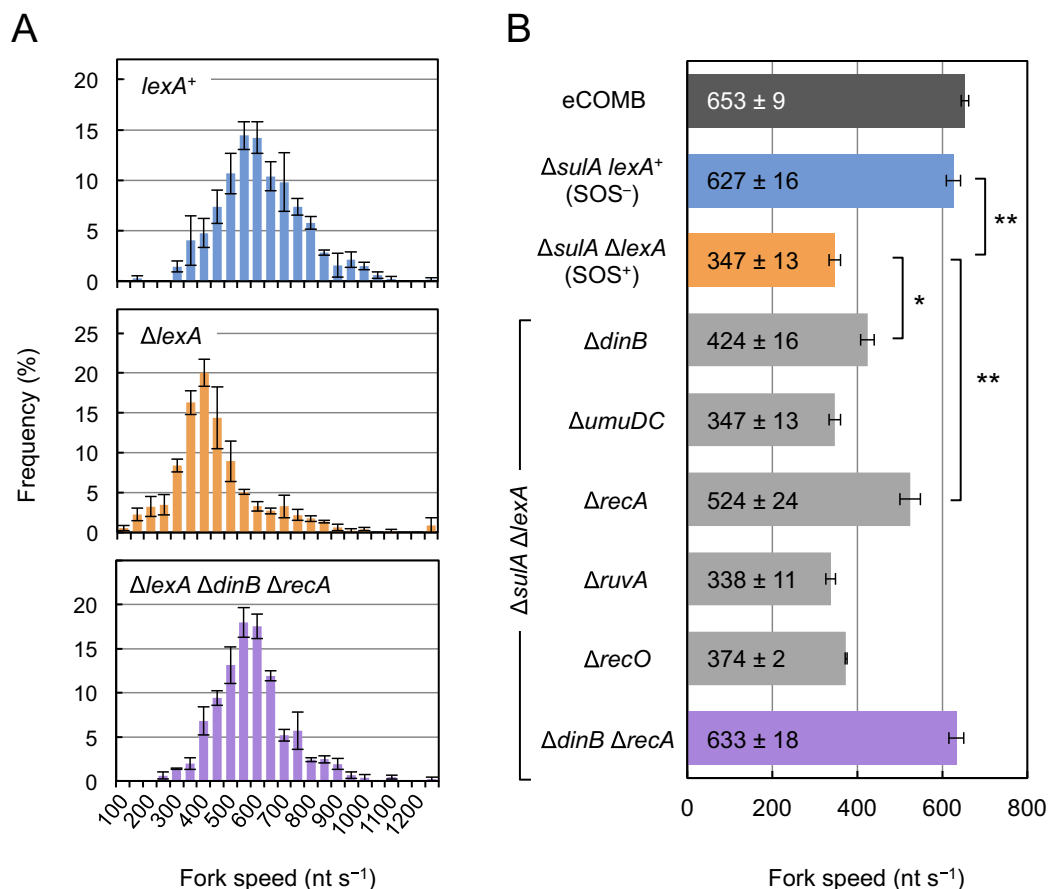 A
lexA⁺
20
15
10
5
0
ΔlexA
25
20
15
10
5
0
ΔlexA ΔdinB ΔrecA
20
15
10
5
0
Frequency (%)
100
200
300
400
500
600
700
800
900
1000
1100
1200
Fork speed (nt s⁻¹)
B
eCOMB
653 ± 9
ΔsulA lexA⁺
(SOS⁻)
627 ± 16
**
ΔsulA ΔlexA
(SOS⁺)
347 ± 13
*
**
ΔsulA ΔlexA
ΔdinB
424 ± 16
ΔumuDC
347 ± 13
ΔrecA
524 ± 24
ΔruvA
338 ± 11
ΔrecO
374 ± 2
ΔdinB ΔrecA
633 ± 18
0
200
400
600
800
Fork speed (nt s⁻¹)